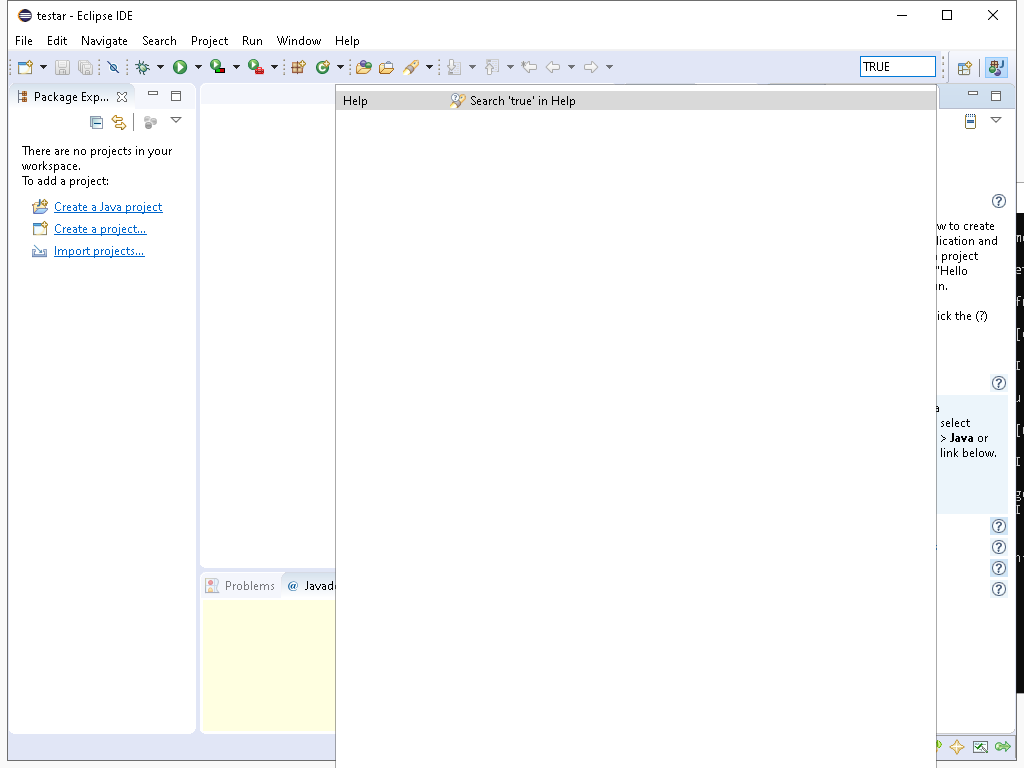 testar - Eclipse IDE
File Edit Navigate Search Project Run Window Help
TRUE
Package Exp...
Help Search 'true' in Help
There are no projects in your
workspace.
To add a project:
Create a Java project
Create a project...
Import projects...
w to create
lication and
project
"Hello
un.
ick the (?)
a
select
> Java or
link below.
Problems @ Javad